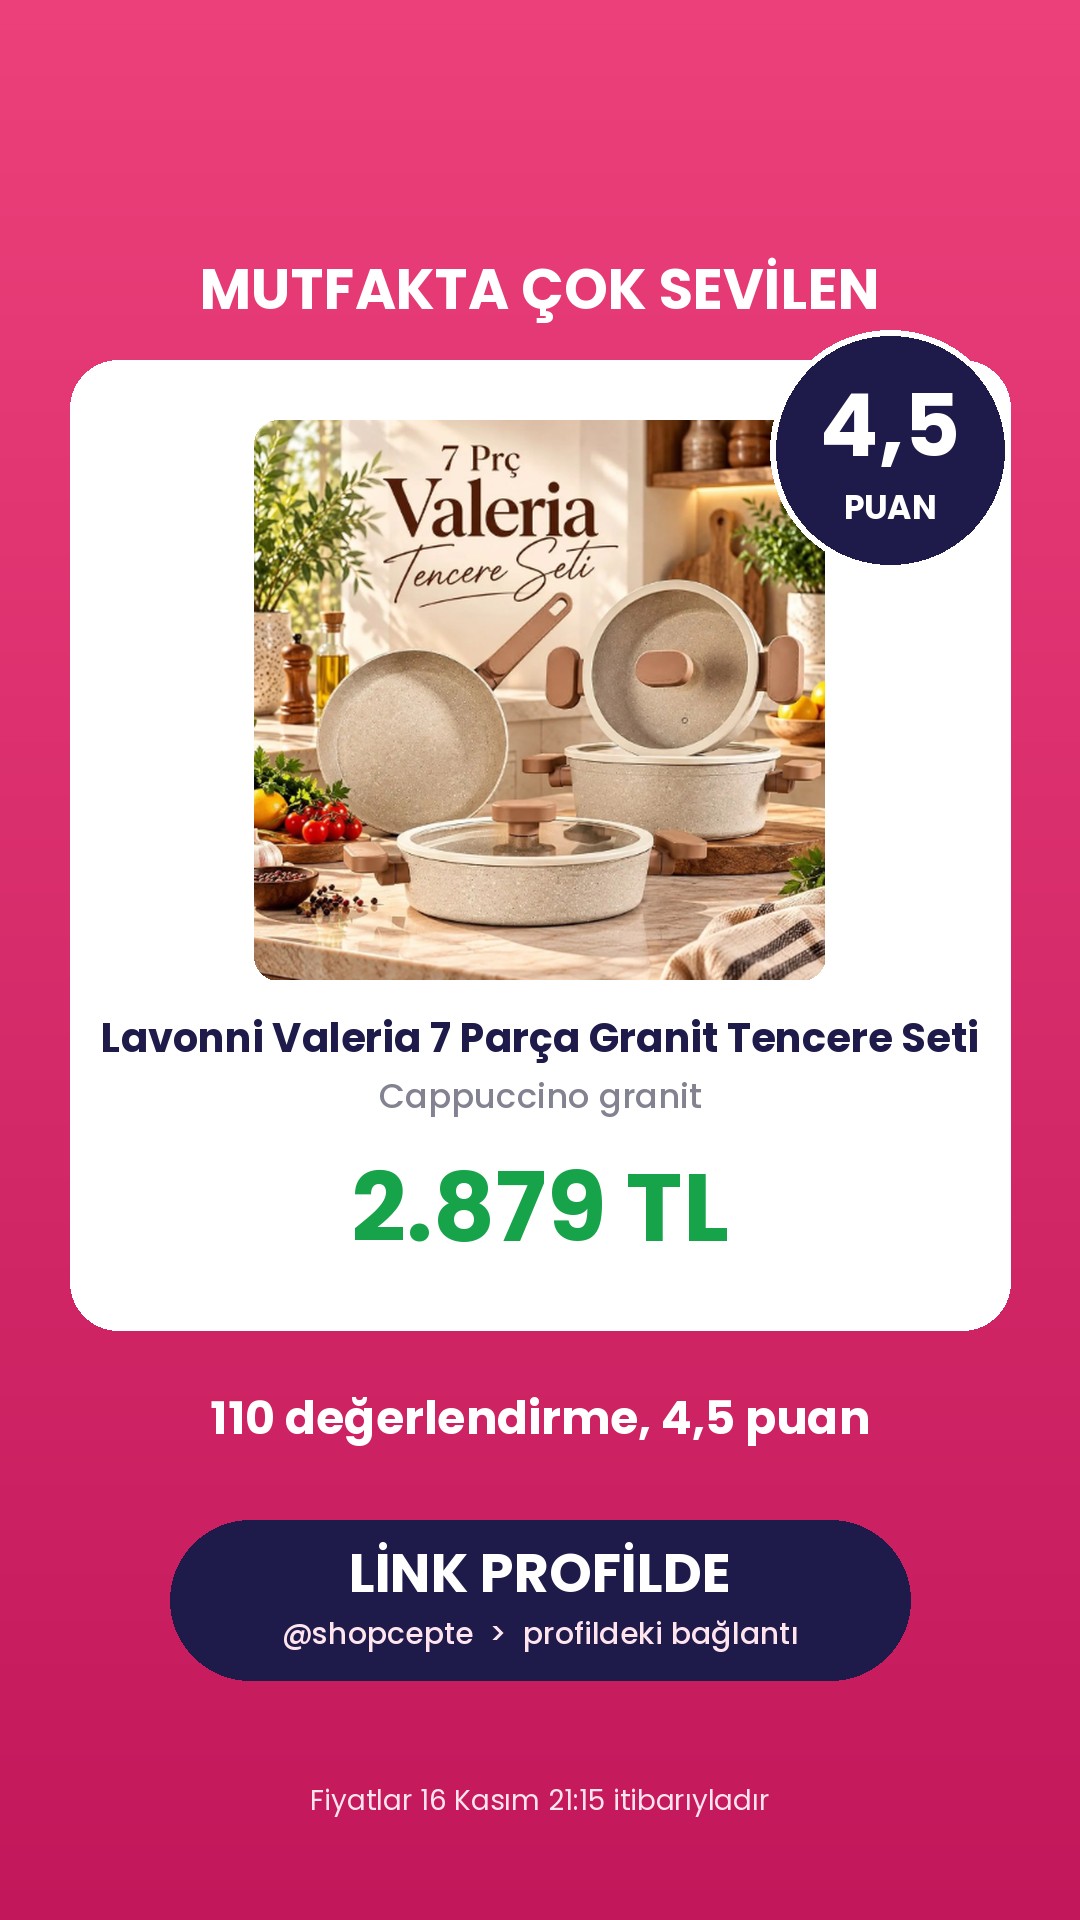 MUTFAKTA ÇOK SEVİLEN
4,5
PUAN
7 Prç
Valeria
Tencere Seti
Lavonni Valeria 7 Parça Granit Tencere Seti
Cappuccino granit
2.879 TL
110 değerlendirme, 4,5 puan
LİNK PROFİLDE
@shopcepte > profildeki bağlantı
Fiyatlar 16 Kasım 21:15 itibarıyladır